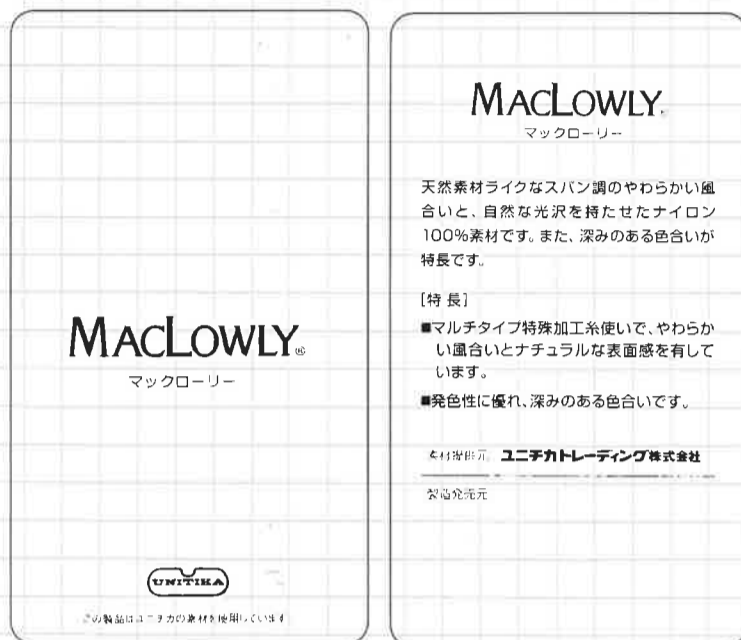 MACLOWLY®
マックローリー
UNITIKA
この製品はユニチカの素材を使用しています
MACLOWLY
マックローリー
天然素材ライクなスパン調のやわらかい風
合いと、自然な光沢を持たせたナイロン
100%素材です。また、深みのある色合いが
特長です。
[特 長]
■マルチタイプ特殊加工糸使いで、やわらか
い風合いとナチュラルな表面感を有して
います。
■発色性に優れ、深みのある色合いです。
素材提供元 ユニチカトレーディング株式会社
製造発売元